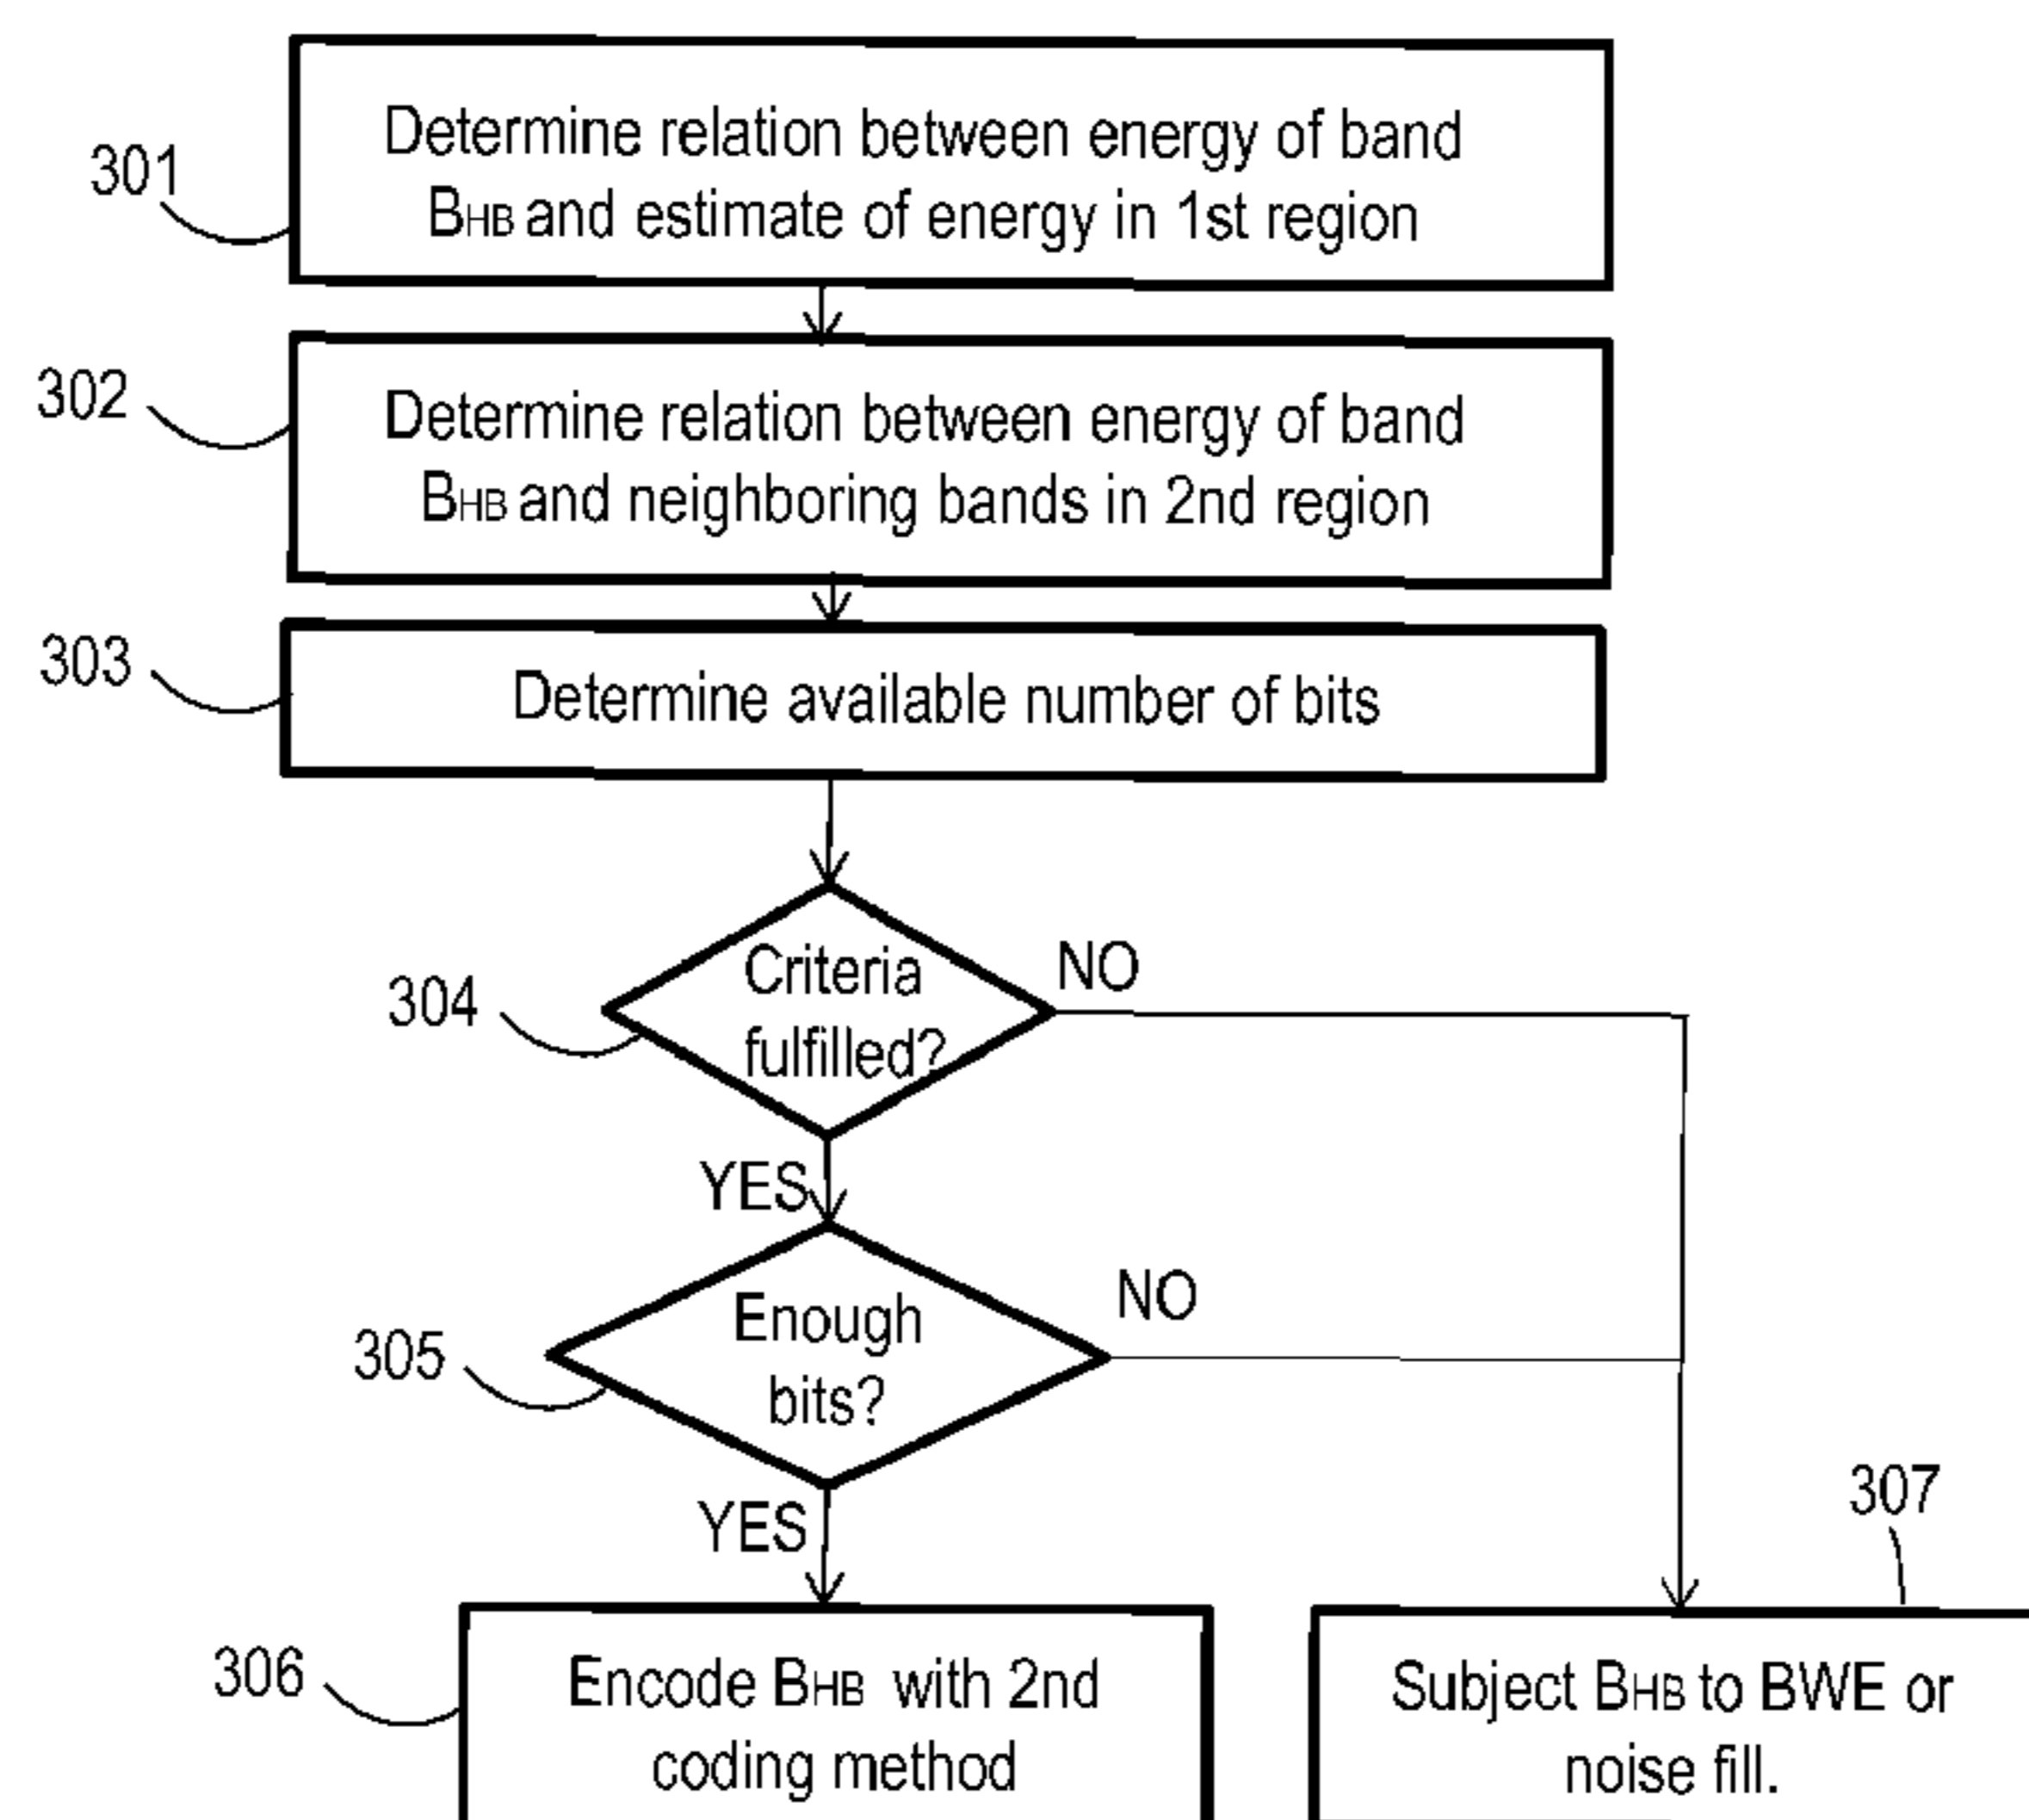 301
Determine relation between energy of band
BHB and estimate of energy in 1st region
302
Determine relation between energy of band
BHB and neighboring bands in 2nd region
303
Determine available number of bits
304
Criteria
fulfilled?
NO
YES
305
Enough
bits?
NO
YES
306
Encode BHB with 2nd
coding method
307
Subject BHB to BWE or
noise fill.